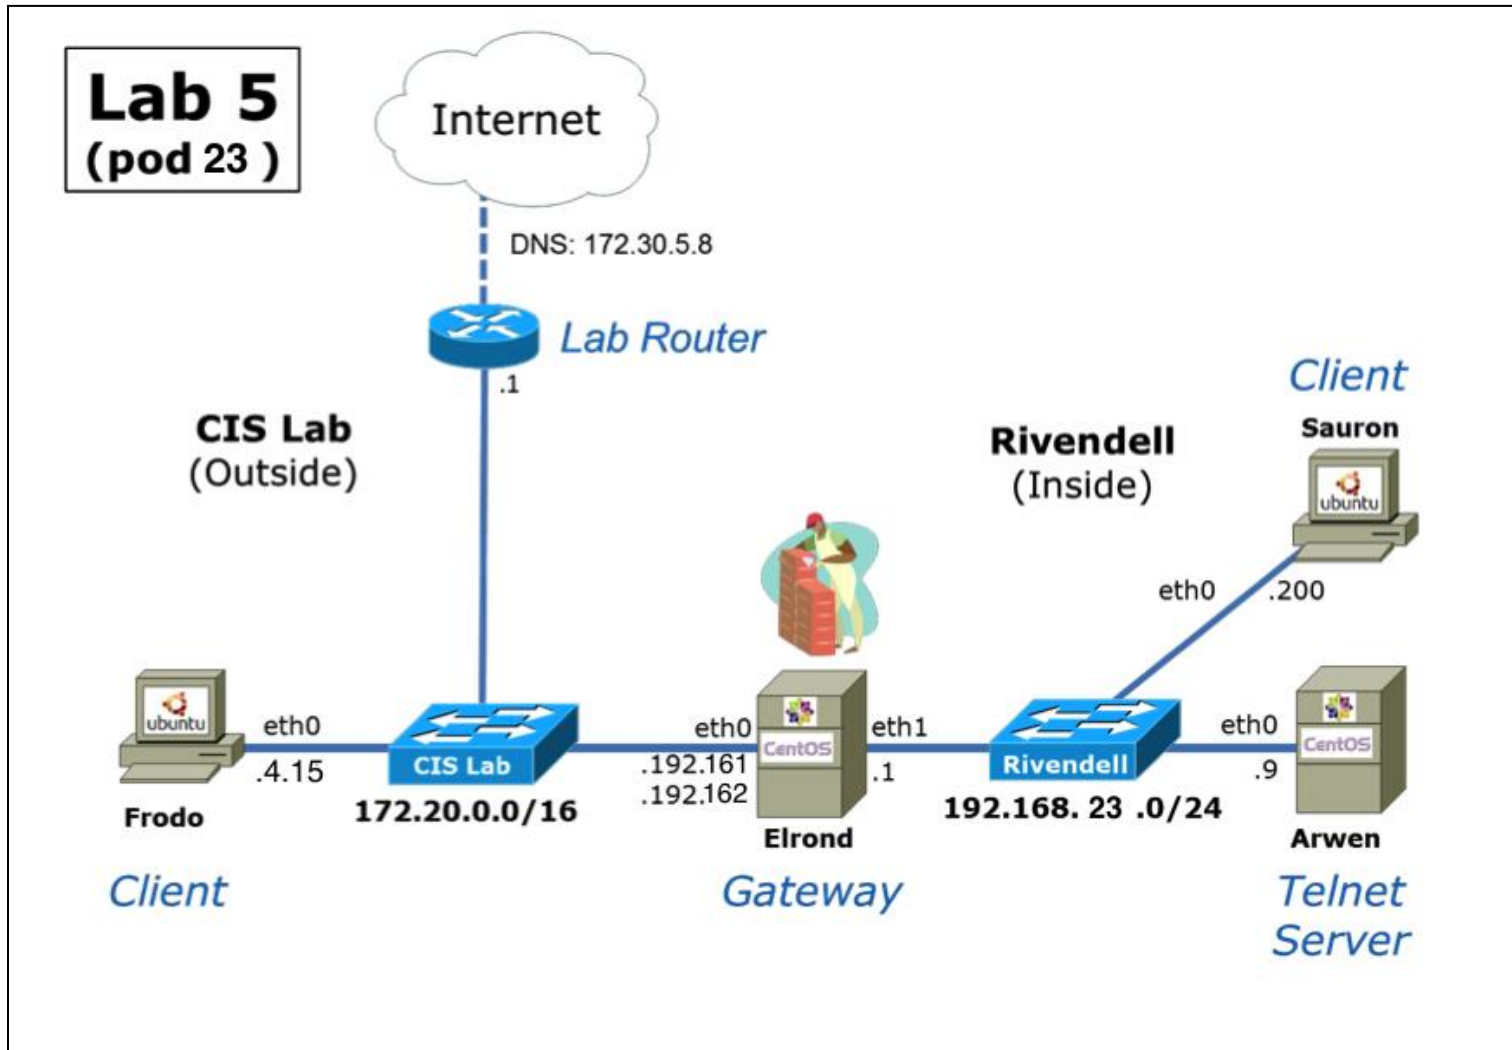 Lab 5
(pod 23 )
Internet
DNS: 172.30.5.8
Lab Router
.1
CIS Lab
(Outside)
Rivendell
(Inside)
Client
Sauron
ubuntu
eth0
.200
ubuntu
eth0
.4.15
Frodo
Client
CIS Lab
172.20.0.0/16
eth0
.192.161
.192.162
CentOS
eth1
.1
Elrond
Gateway
Rivendell
192.168. 23 .0/24
eth0
.9
CentOS
Arwen
Telnet
Server